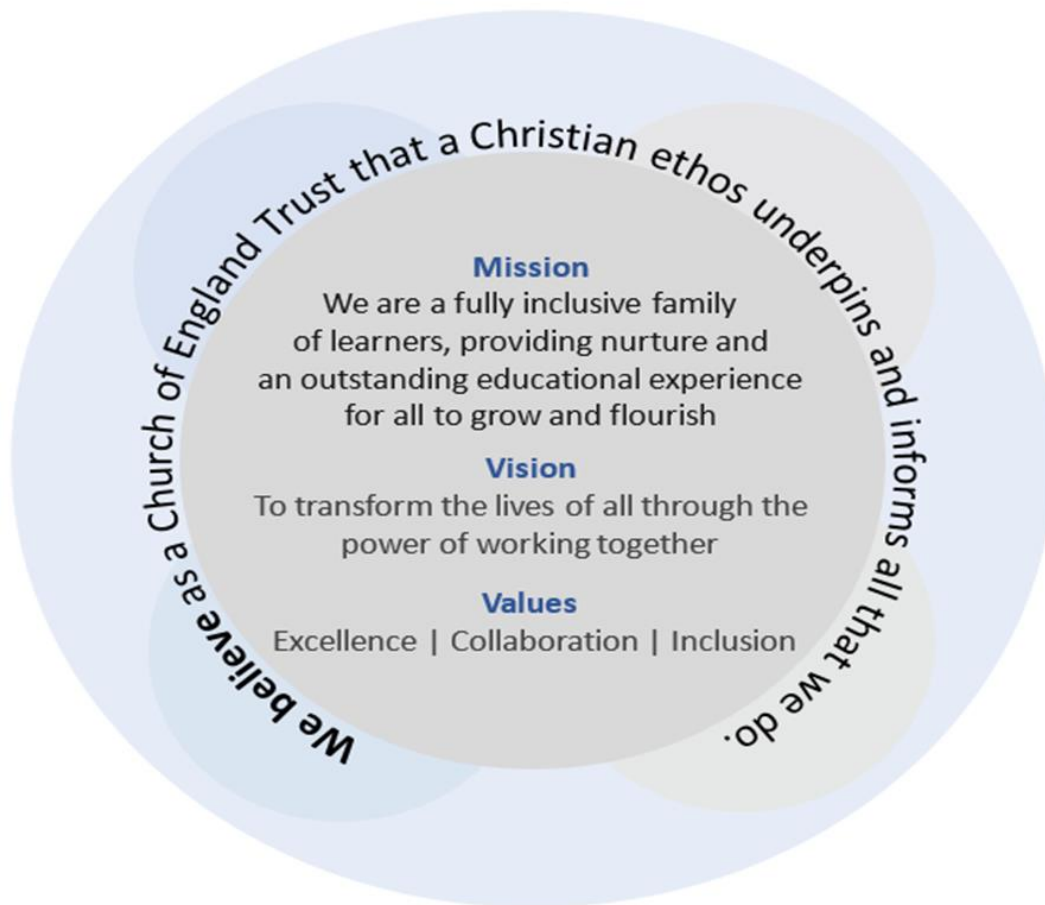 We believe as a Church of England Trust that a Christian ethos underpins and informs all that we do.
Mission
We are a fully inclusive family
of learners, providing nurture and
an outstanding educational experience
for all to grow and flourish
Vision
To transform the lives of all through the
power of working together
Values
Excellence | Collaboration | Inclusion